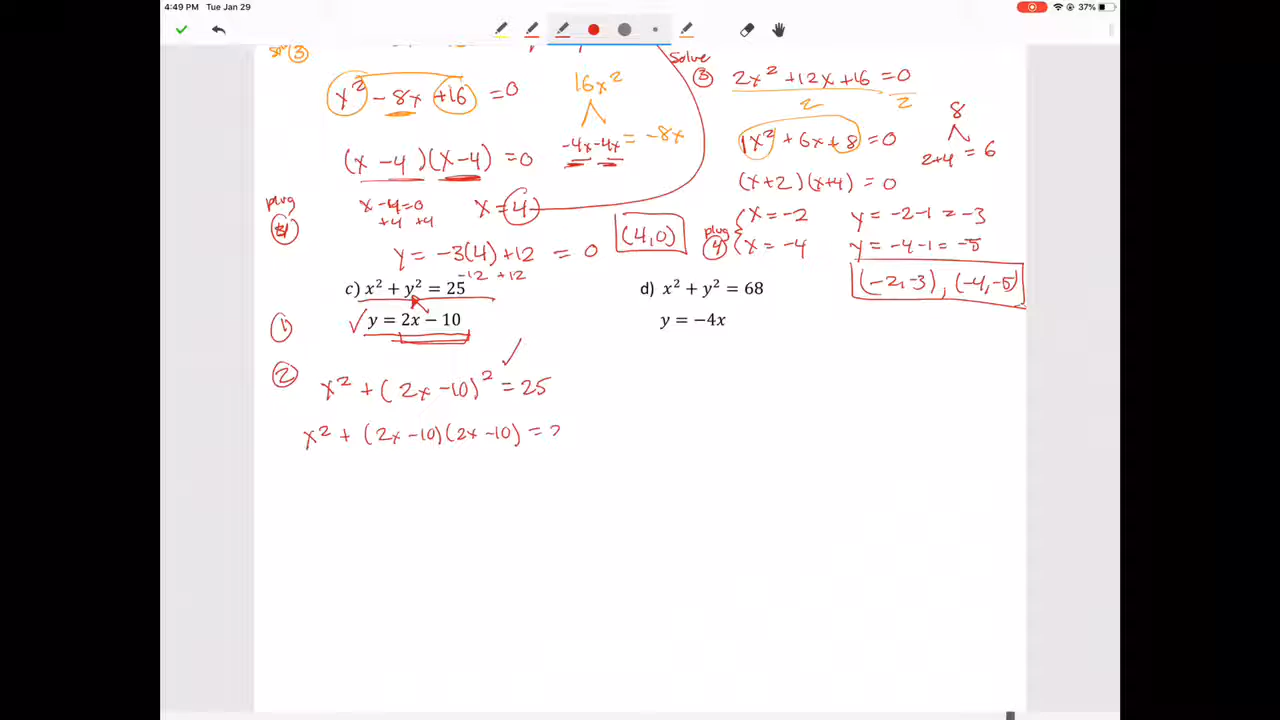 4:49 PM Tue Jan 29
37%
③
x² - 8x +16 =0
16x²
-4x -4x = -8x
(x -4)(x-4) =0
x -4=0
+4 +4
x = 4
plug
④
y = -3(4) +12 = 0
-12 +12
(4,0)
Solve
③
2x² +12x +16 =0
2 2
1x² + 6x + 8 = 0
8
2+4 = 6
(x+2)(x+4) = 0
plug
④
x = -2 y = -2-1 = -3
x = -4 y = -4-1= -5
(-2,-3), (-4,-5)
c) x² + y² = 25
① y = 2x − 10
d) x² + y² = 68
y = −4x
② x² + (2x -10)² = 25
x² + (2x -10)(2x -10) = 2